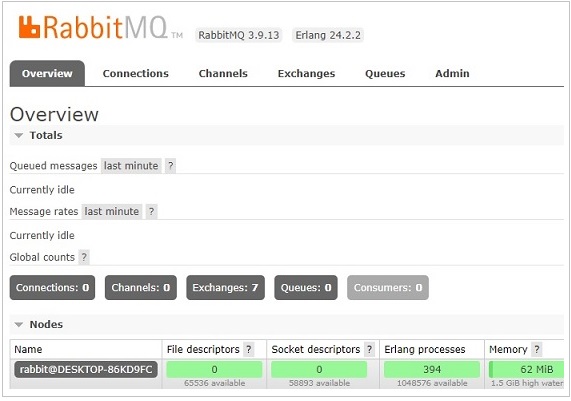 RabbitMQ TM RabbitMQ 3.9.13 Erlang 24.2.2
Overview Connections Channels Exchanges Queues Admin
Overview
Totals
Queued messages last minute ?
Currently idle
Message rates last minute ?
Currently idle
Global counts ?
Connections: 0 Channels: 0 Exchanges: 7 Queues: 0 Consumers: 0
Nodes
Name File descriptors ? Socket descriptors ? Erlang processes Memory ?
rabbit@DESKTOP-86KD9FC 0 0 394 62 MiB
65536 available 58893 available 1048576 available 1.5 GiB high water